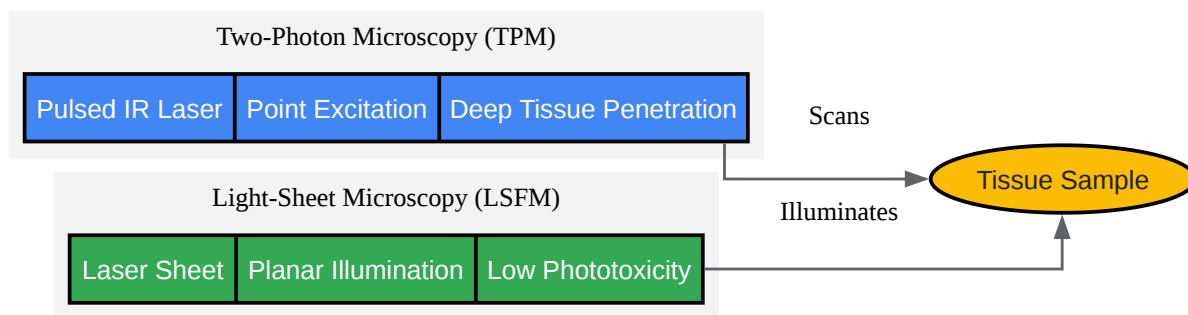 Two-Photon Microscopy (TPM)
Pulsed IR Laser
Point Excitation
Deep Tissue Penetration
Scans
Tissue Sample
Light-Sheet Microscopy (LSFM)
Illuminates
Laser Sheet
Planar Illumination
Low Phototoxicity